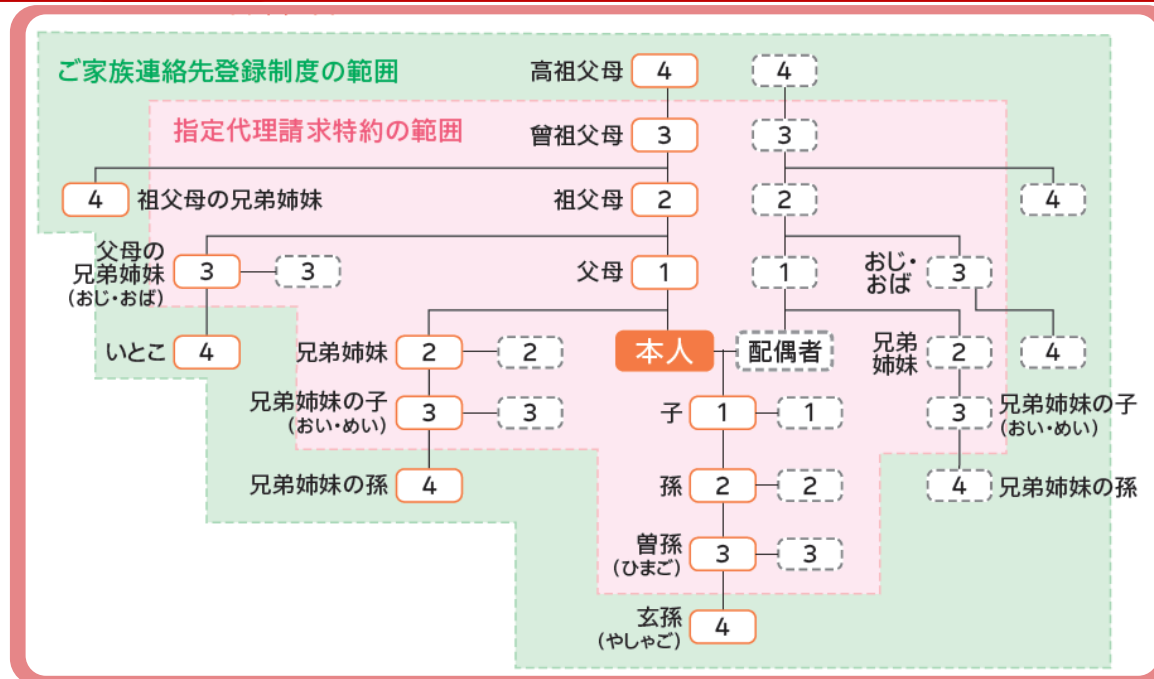 ご家族連絡先登録制度の範囲
高祖父母 4 4
指定代理請求特約の範囲
曾祖父母 3 3
4 祖父母の兄弟姉妹
祖父母 2 2 4
父母の
兄弟姉妹
(おじ・おば)
3 3
父母 1 1
おじ・
おば
3
いとこ 4
兄弟姉妹 2 2
本人 配偶者
兄弟
姉妹
2 4
兄弟姉妹の子
(おい・めい)
3 3
子 1 1
3 兄弟姉妹の子
(おい・めい)
兄弟姉妹の孫 4
孫 2 2
4 兄弟姉妹の孫
曽孫
(ひまご)
3 3
玄孫
(やしゃご)
4